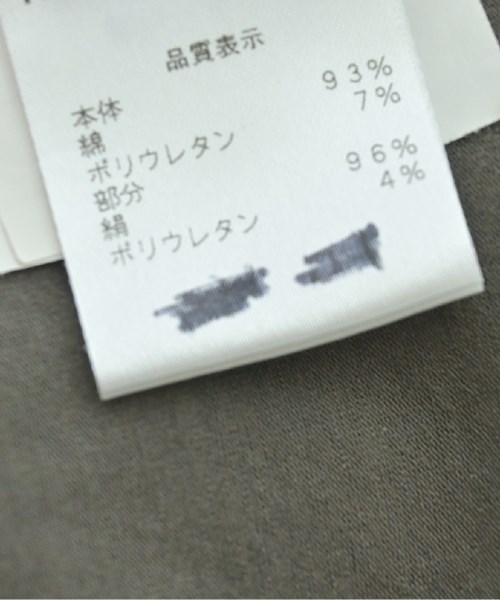 品質表示
本体
綿 93%
ポリウレタン 7%
部分
絹 96%
ポリウレタン 4%